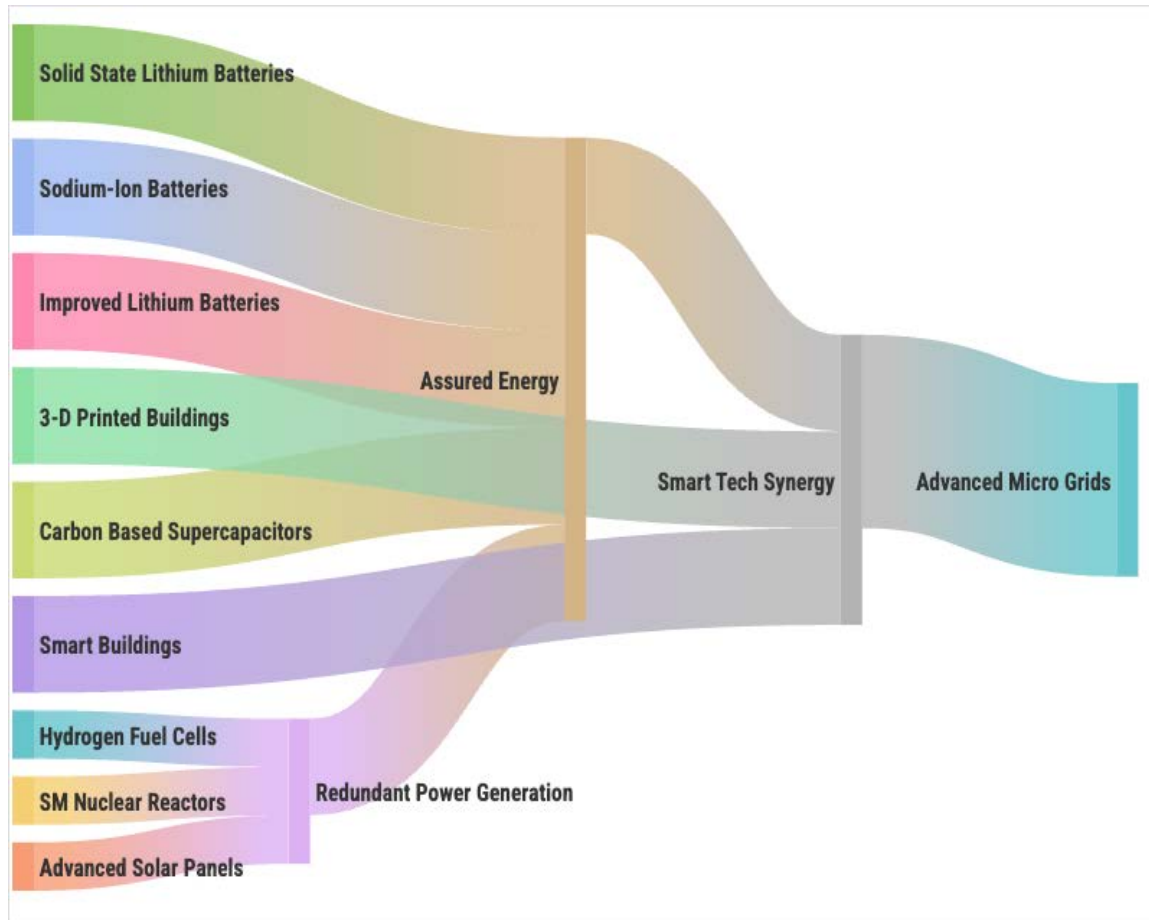 Solid State Lithium Batteries
Sodium-Ion Batteries
Improved Lithium Batteries
Assured Energy
3-D Printed Buildings
Smart Tech Synergy
Advanced Micro Grids
Carbon Based Supercapacitors
Smart Buildings
Hydrogen Fuel Cells
Redundant Power Generation
SM Nuclear Reactors
Advanced Solar Panels